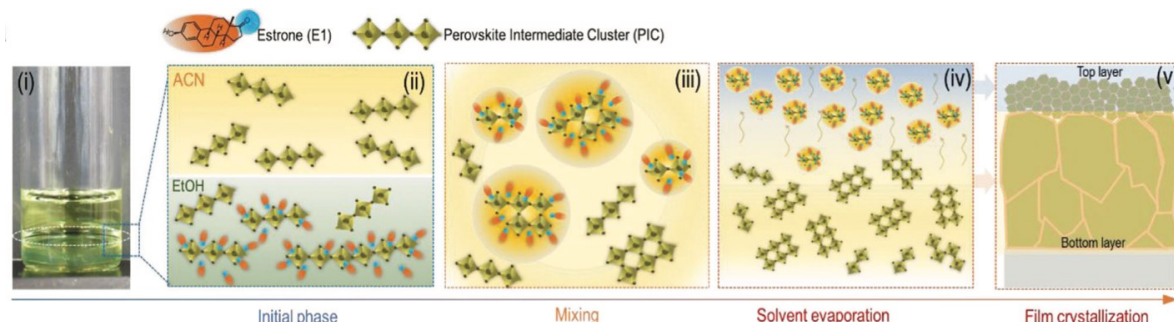 HO
O
H
H
H
Estrone (E1)
Perovskite Intermediate Cluster (PIC)
(i)
ACN
(ii)
EtOH
(iii)
(iv)
Top layer
(v
Bottom layer
Initial phase
Mixing
Solvent evaporation
Film crystallization